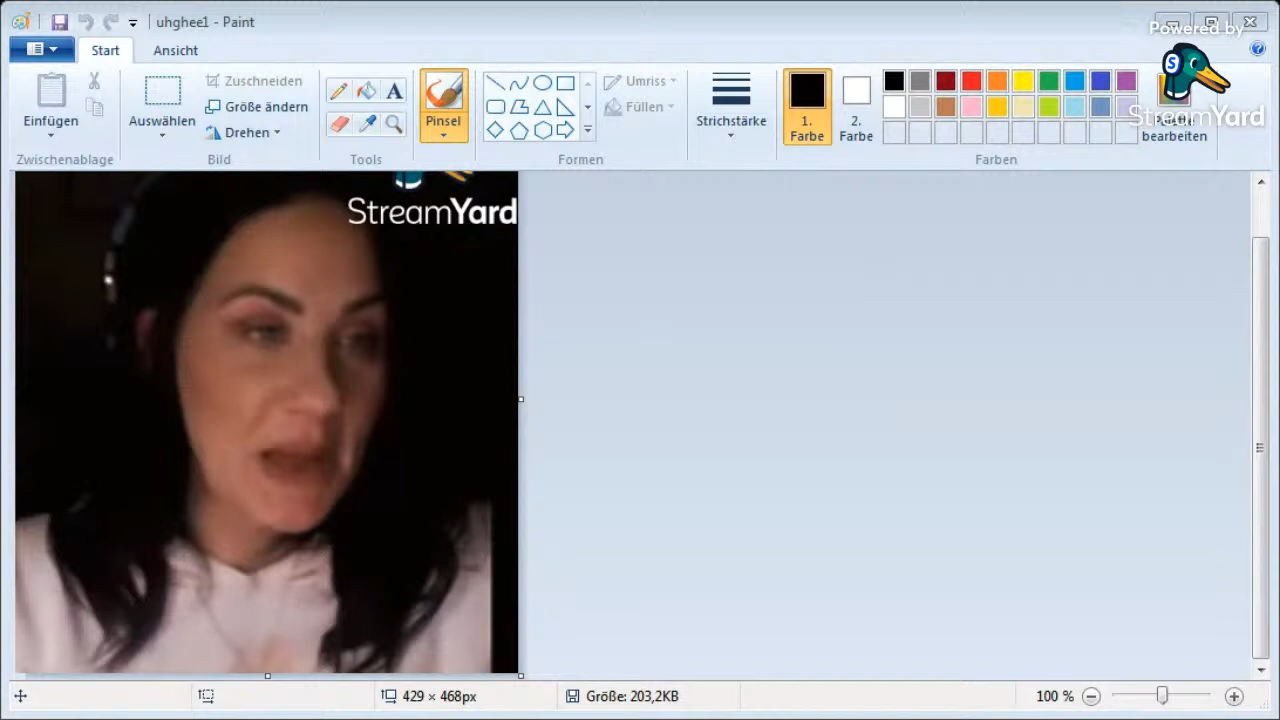 uhghee1 - Paint
Powered by
StreamYard
Start
Ansicht
Einfügen
Zwischenablage
Auswählen
Zuschneiden
Größe ändern
Drehen
Bild
A
Tools
Pinsel
Umriss
Füllen
Formen
Strichstärke
1.
Farbe
2.
Farbe
bearbeiten
Farben
StreamYard
429 × 468px
Größe: 203,2KB
100 %